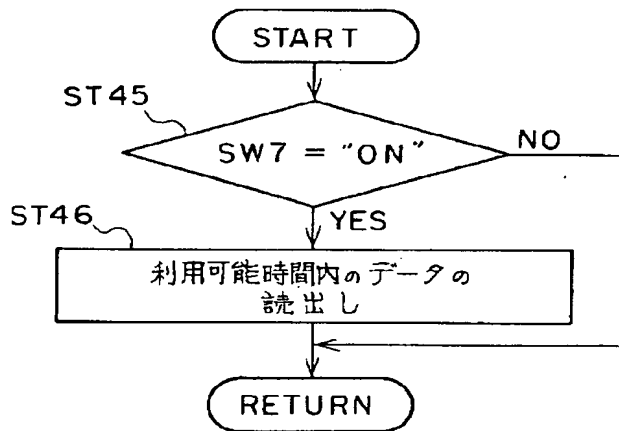 START
ST45
SW7 = "ON"
NO
YES
ST46
利用可能時間内のデータの
読出し
RETURN